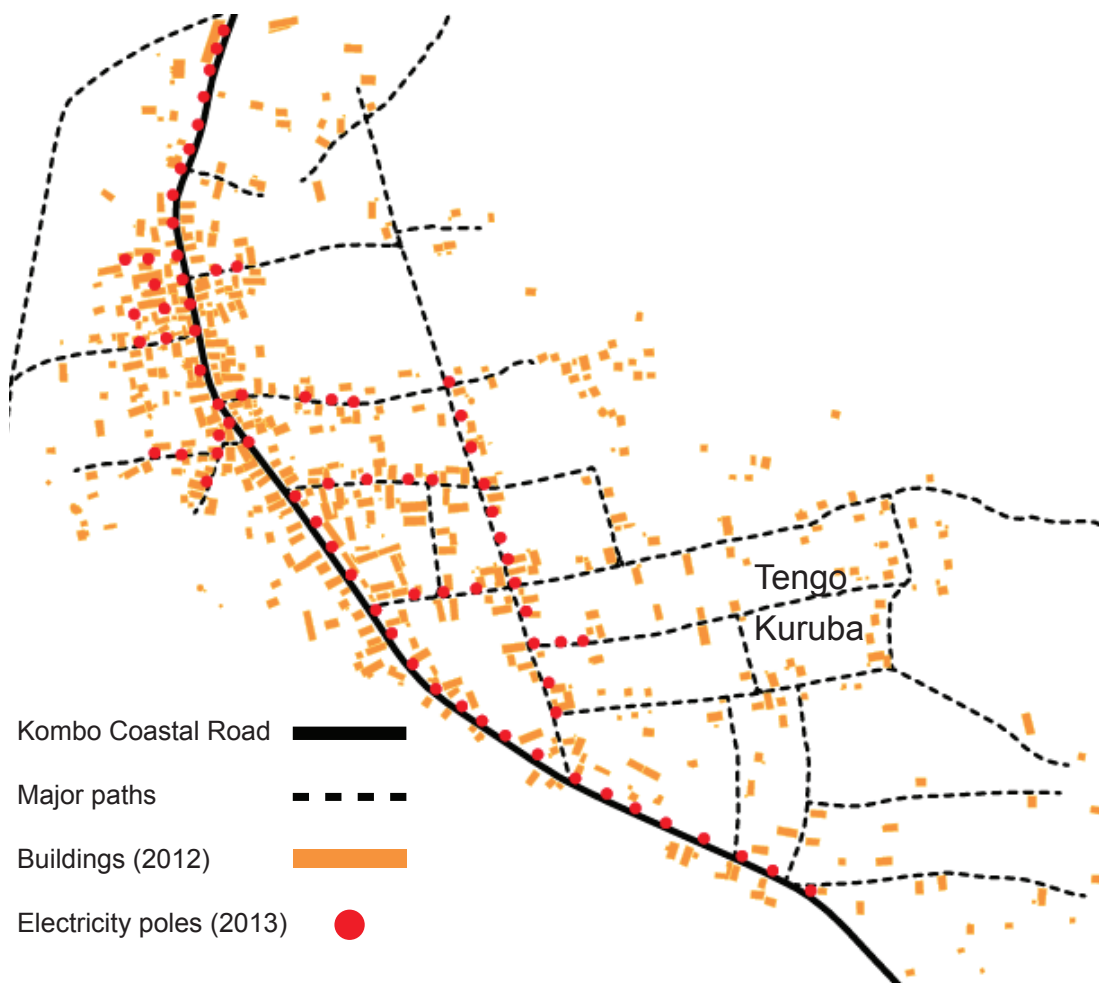 Tengo
Kuruba
Kombo Coastal Road
Major paths
Buildings (2012)
Electricity poles (2013)